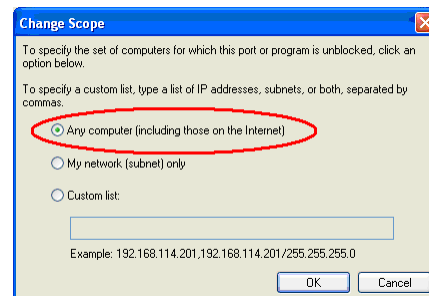 Change Scope
To specify the set of computers for which this port or program is unblocked, click an
option below.
To specify a custom list, type a list of IP addresses, subnets, or both, separated by
commas.
Any computer (including those on the Internet)
My network (subnet) only
Custom list:
Example: 192.168.114.201,192.168.114.201/255.255.255.0
OK
Cancel